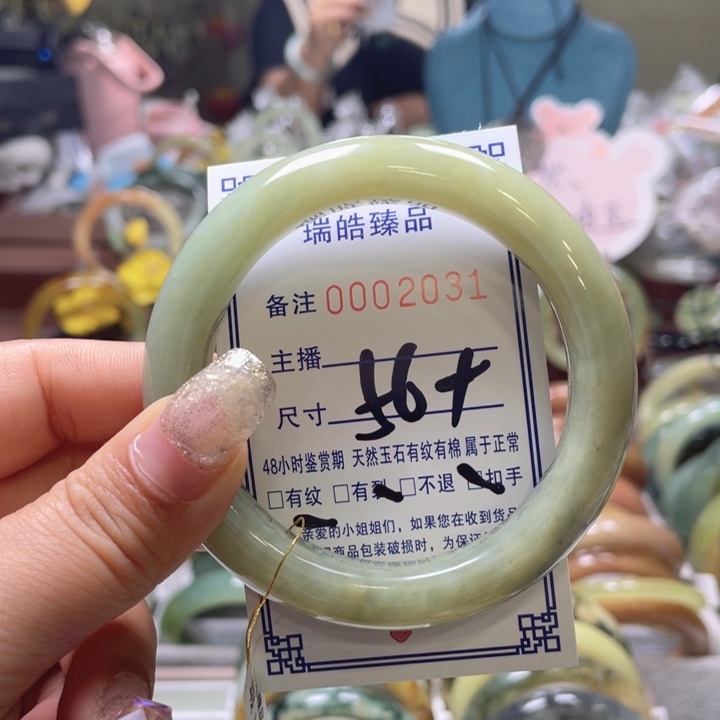 瑞皓臻品
备注 0002031
主播
尺寸 56+
48小时鉴赏期 天然玉石有纹有棉 属于正常
□有纹 □有裂 □不退 □扣手
亲爱的小姐姐们，如果您在收到货品
商品包装破损时，为保证